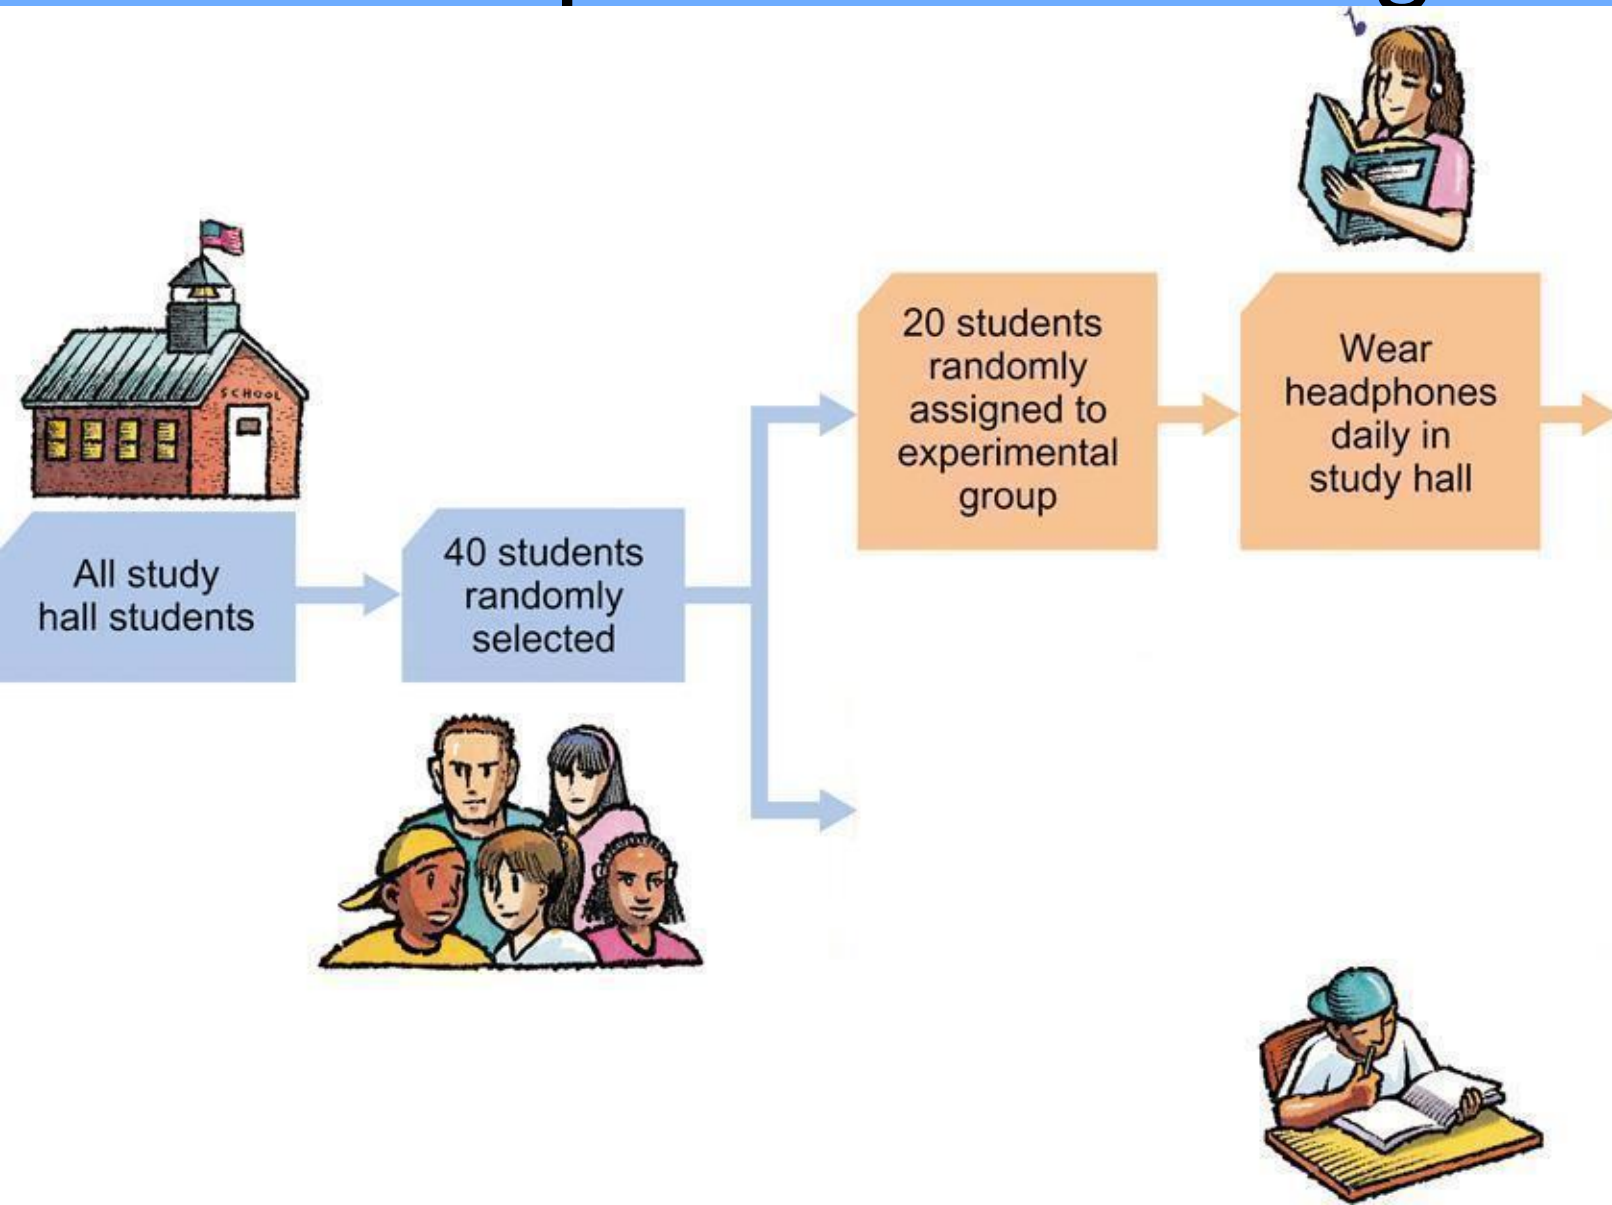 SCHOOL
All study
hall students
40 students
randomly
selected
20 students
randomly
assigned to
experimental
group
Wear
headphones
daily in
study hall